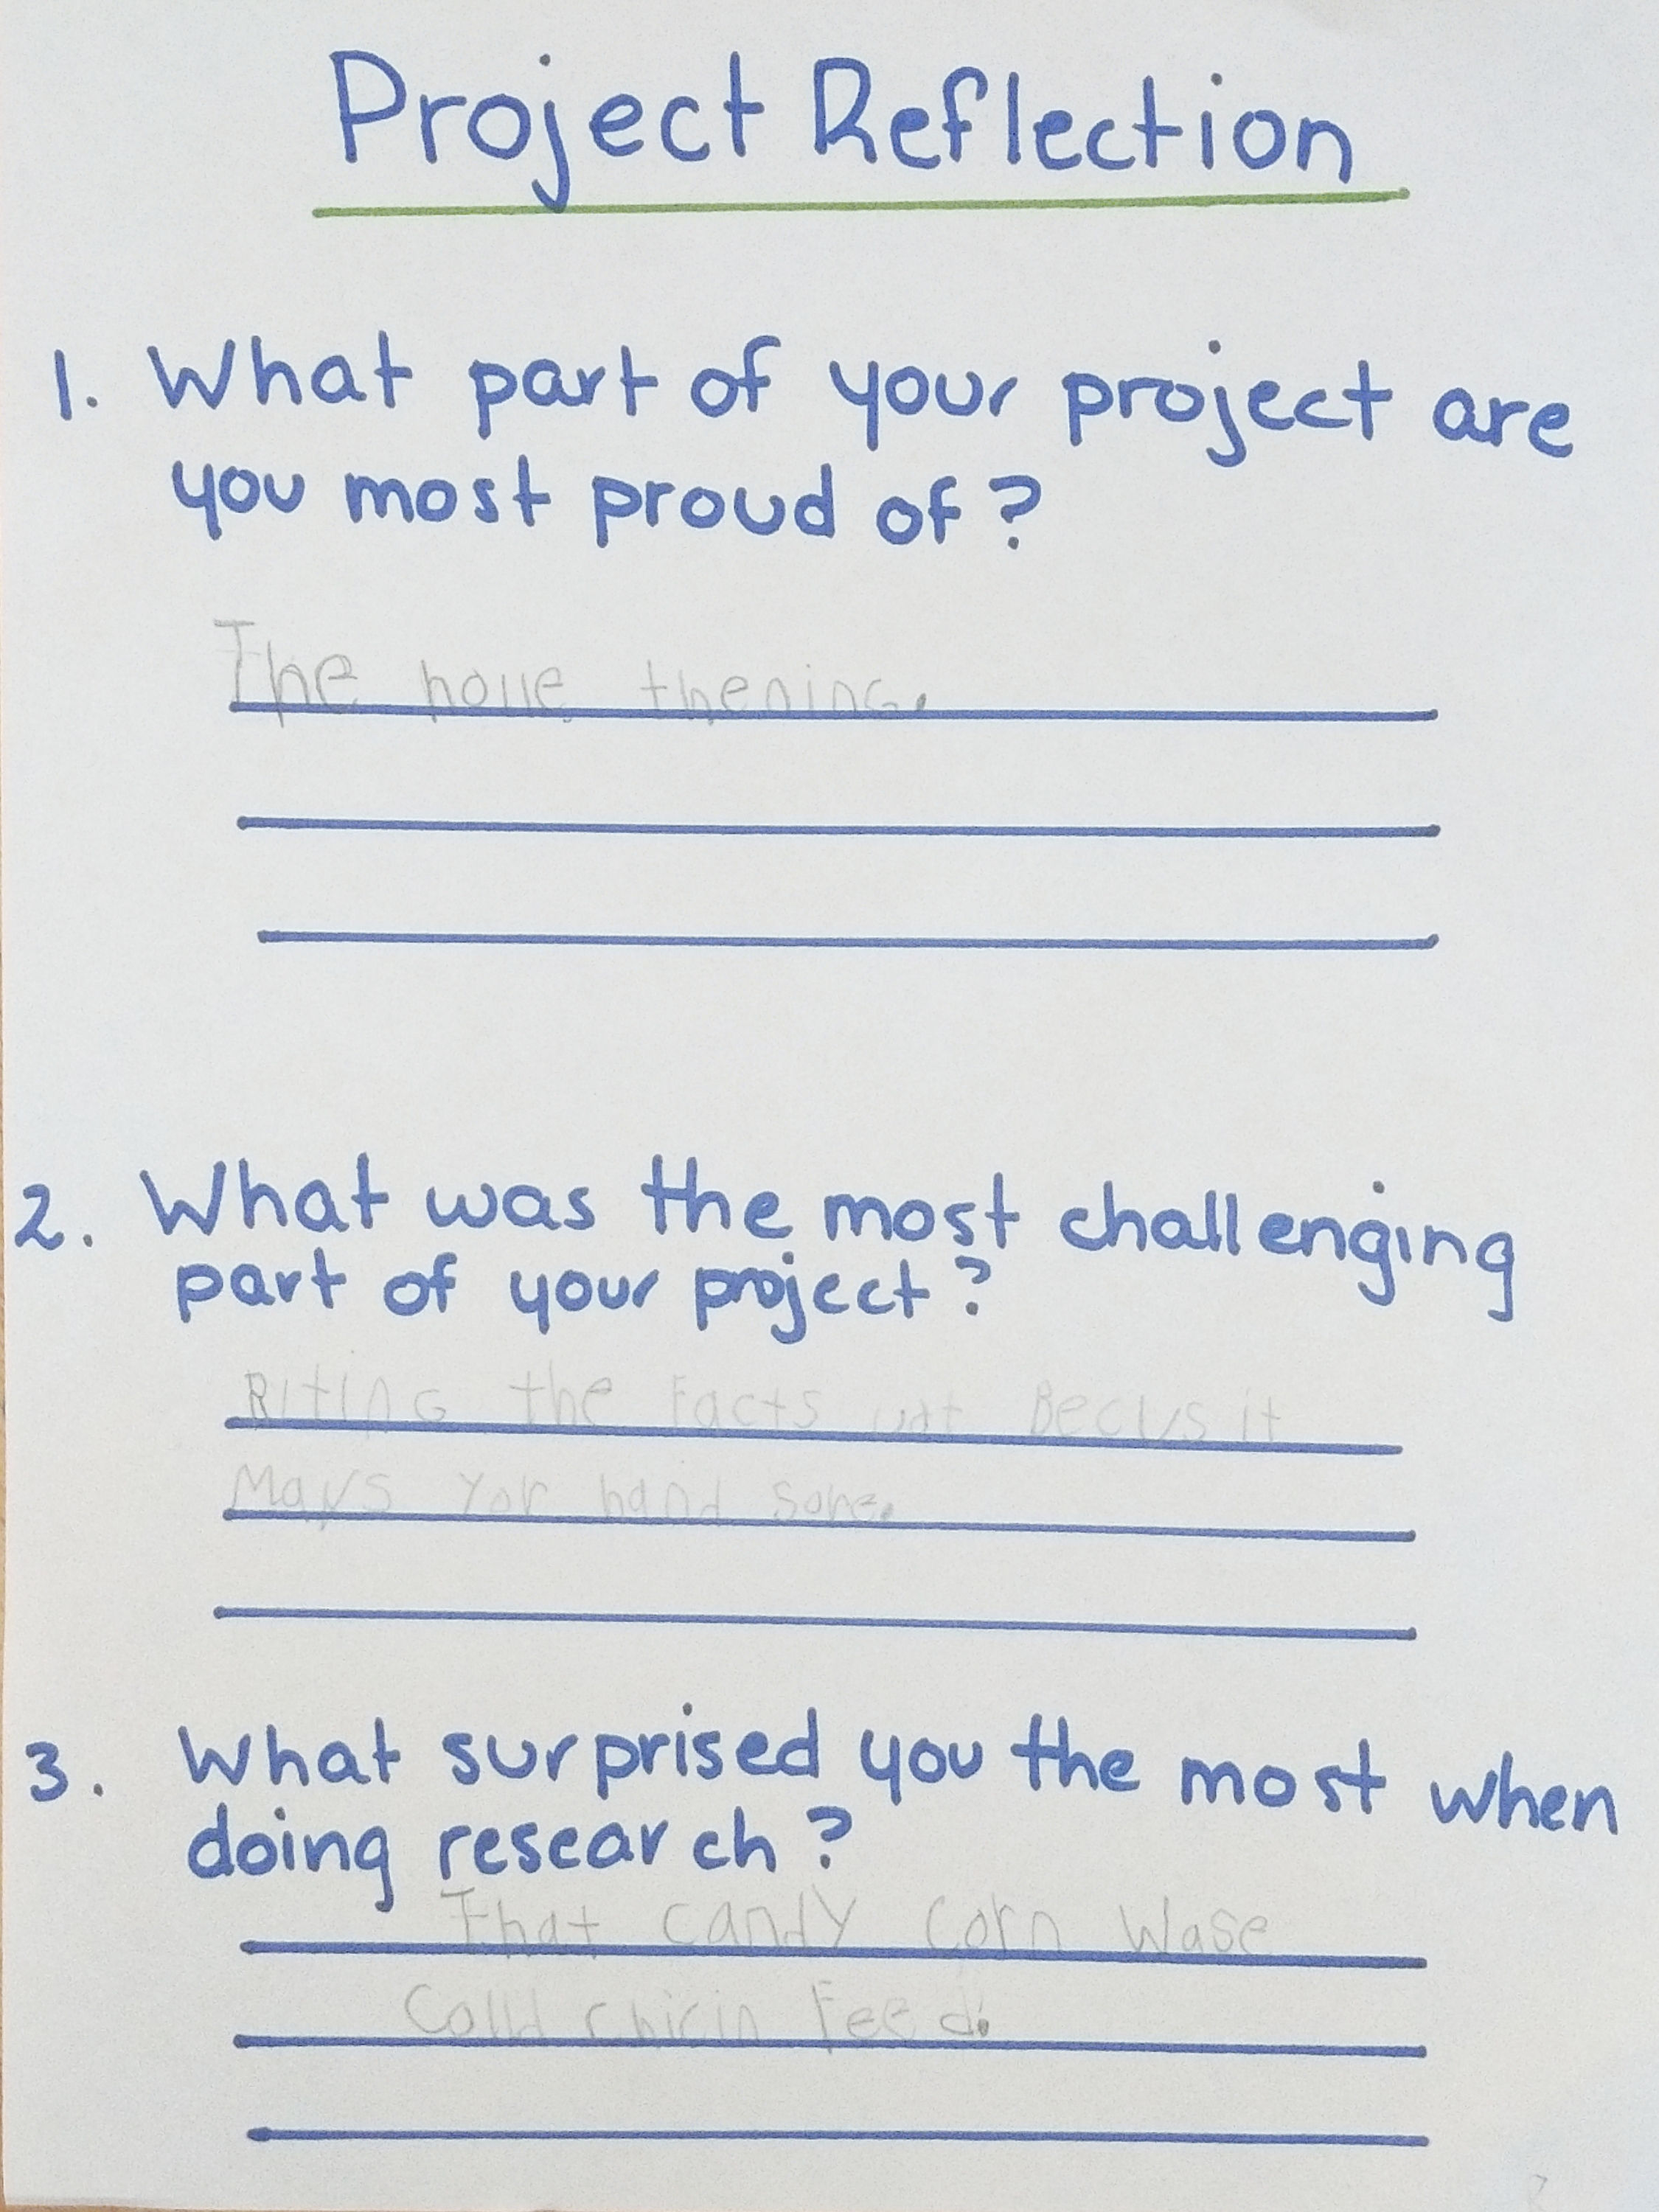 Project Reflection
1. What part of your project are
you most proud of?
The holle thening.
2. What was the most challenging
part of your project?
RitinG the Facts out Becus it
Maks yor hand sore.
3. What surprised you the most when
doing research?
That candy corn wase
Calld chicin Feed.